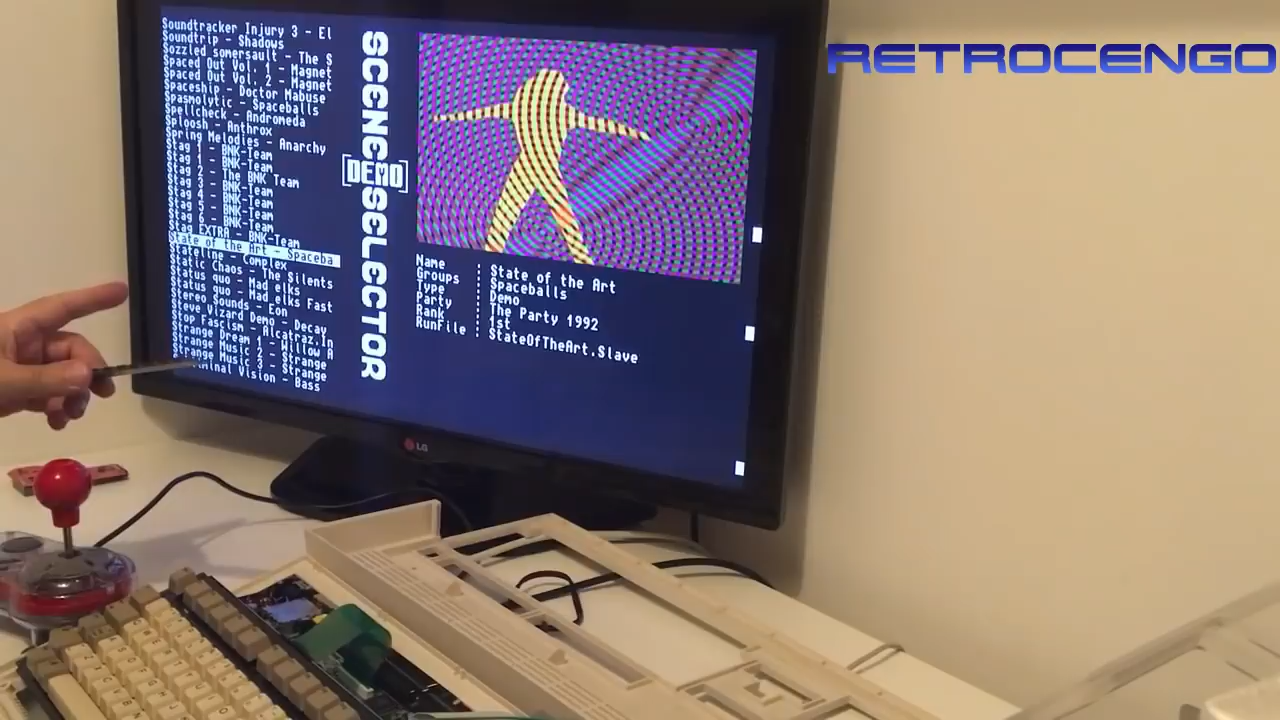 RETROCENGO
Soundtracker Injury 3 - El
Soundtrip - Shadows
Sozzled somersault - The S
Spaced Out Vol. 1 - Magnet
Spaced Out Vol. 2 - Magnet
Spaceship - Doctor Mabuse
Spasmolytic - Spaceballs
Spellcheck - Andromeda
Sploosh - Anthrox
Spring Melodies - Anarchy
Stag 1 - BNK-Team
Stag 1 - BNK-Team
Stag 2 - The BNK Team
Stag 3 - BNK-Team
Stag 4 - BNK-Team
Stag 5 - BNK-Team
Stag 6 - BNK-Team
Stag EXTRA - BNK-Team
State of the Art - Spaceba
Stateline - Complex
Static Chaos - The Silents
Status quo - Mad elks
Status quo - Mad elks Fast
Stereo Sounds - Eon
Steve Vizard Demo - Decay
Stop Fascism - Alcatraz,In
Strange Dream 1 - Willow A
Strange Music 2 - Strange
Strange Music 3 - Strange
minal Vision - Bass
SCENE
DEMO
SELECTOR
Name : State of the Art
Groups : Spaceballs
Type : Demo
Party : The Party 1992
Rank : 1st
RunFile : StateOfTheArt.Slave
LG